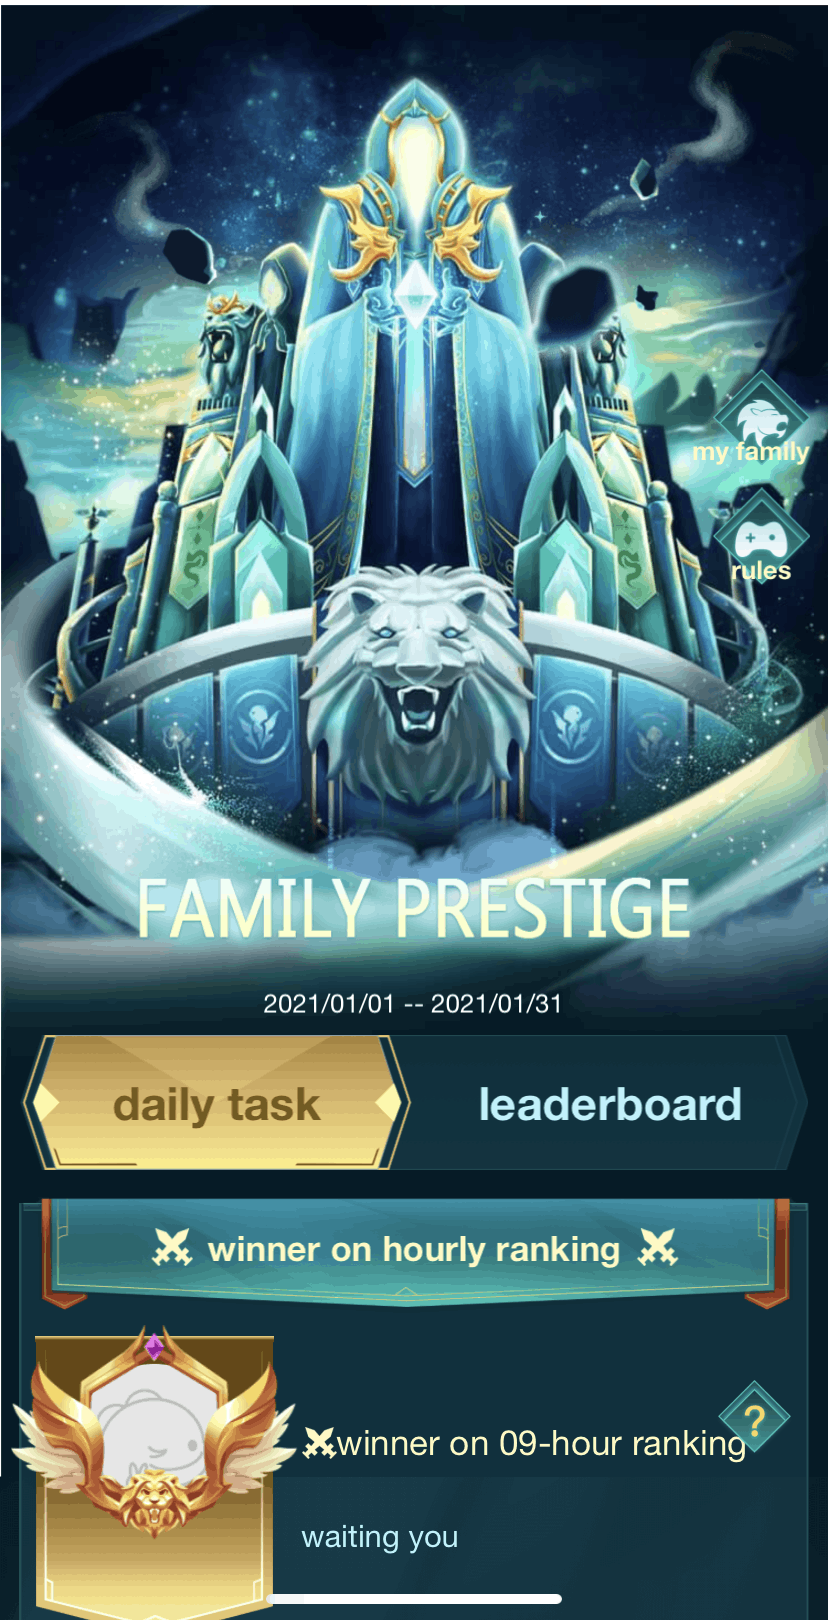 my family
rules
FAMILY PRESTIGE
2021/01/01 -- 2021/01/31
daily task
leaderboard
winner on hourly ranking
?
winner on 09-hour ranking
waiting you